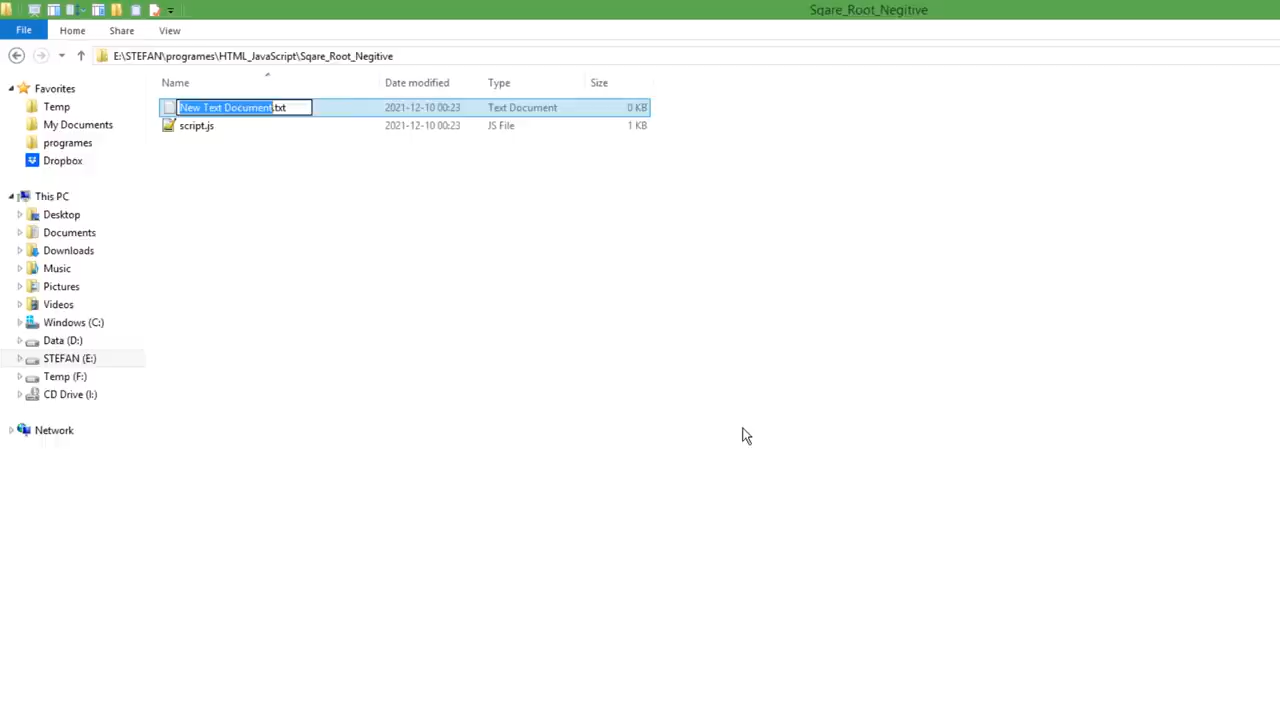 Sqare_Root_Negitive
File Home Share View
E:\STEFAN\programes\HTML_JavaScript\Sqare_Root_Negitive
Name Date modified Type Size
New Text Document.txt 2021-12-10 00:23 Text Document 0 KB
script.js 2021-12-10 00:23 JS File 1 KB
Favorites
Temp
My Documents
programes
Dropbox
This PC
Desktop
Documents
Downloads
Music
Pictures
Videos
Windows (C:)
Data (D:)
STEFAN (E:)
Temp (F:)
CD Drive (I:)
Network